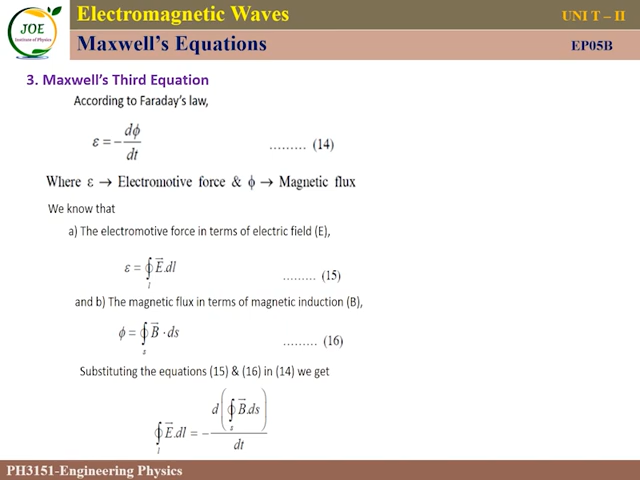 JOE
Institute of Physics
Electromagnetic Waves
UNI T – II
Maxwell's Equations
EP05B
3. Maxwell's Third Equation
According to Faraday's law,
ε = − dϕ/dt ......... (14)
Where ε → Electromotive force & ϕ → Magnetic flux
We know that
a) The electromotive force in terms of electric field (E),
ε = ∮_l E⃗.dl ......... (15)
and b) The magnetic flux in terms of magnetic induction (B),
ϕ = ∮_s B⃗ · ds ......... (16)
Substituting the equations (15) & (16) in (14) we get
∮_l E⃗.dl = − d(∮_s B⃗.ds)/dt
PH3151-Engineering Physics